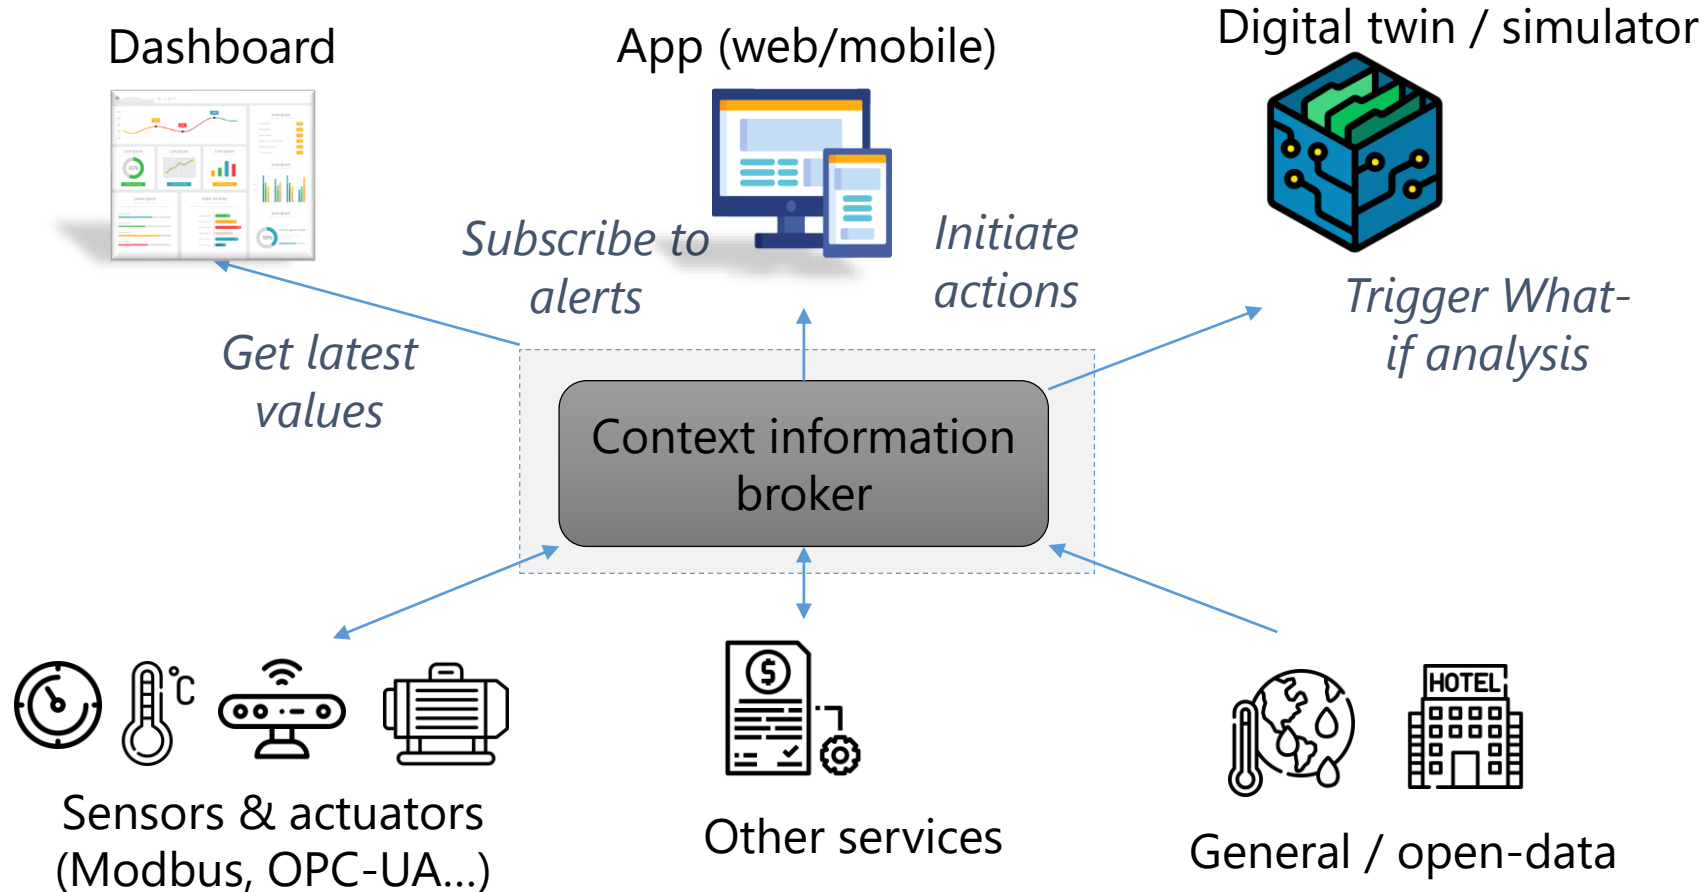 Dashboard
App (web/mobile)
Digital twin / simulator
Subscribe to
alerts
Initiate
actions
Get latest
values
Trigger What-
if analysis
Context information
broker
°C
$
HOTEL
Sensors & actuators
(Modbus, OPC-UA...)
Other services
General / open-data